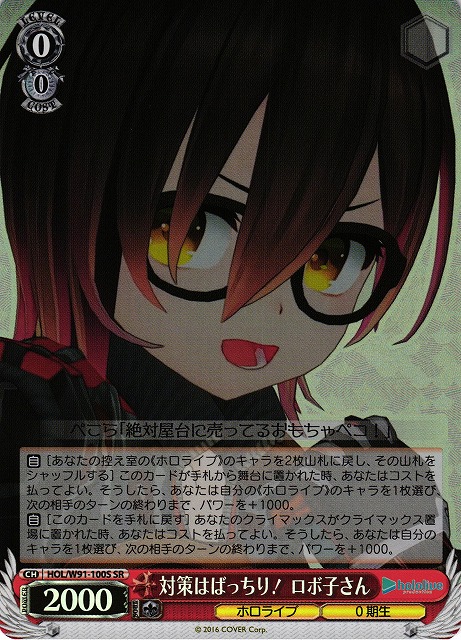 LEVEL
0
0
COST
ぺこら「絶対屋台に売ってるおもちゃペコ！」
自 [あなたの控え室の《ホロライブ》のキャラを2枚山札に戻し、その山札を
シャッフルする] このカードが手札から舞台に置かれた時、あなたはコストを
払ってよい。そうしたら、あなたは自分の《ホロライブ》のキャラを1枚選び、
次の相手のターンの終わりまで、パワーを＋1000。
自 [このカードを手札に戻す] あなたのクライマックスがクライマックス置
場に置かれた時、あなたはコストを払ってよい。そうしたら、あなたは自分の
キャラを1枚選び、次の相手のターンの終わりまで、パワーを＋1000。
CH HOL/W91-100S SR
POWER
2000
SOUL
対策はばっちり！ ロボ子さん
hololive
production
ホロライブ
0期生
© 2016 COVER Corp.